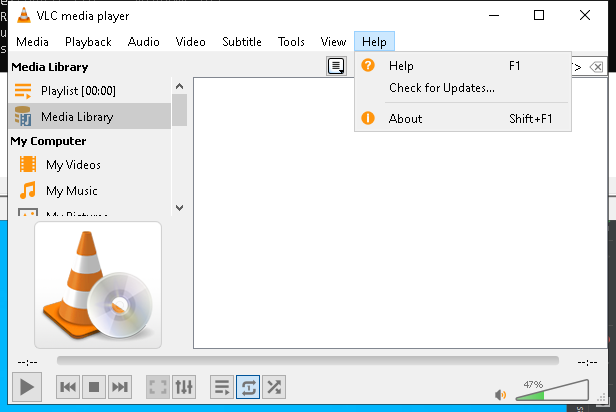 VLC media player
Media Playback Audio Video Subtitle Tools View Help
Media Library
Playlist [00:00]
Media Library
My Computer
My Videos
My Music
Help F1
Check for Updates...
About Shift+F1
--:-- --:--
47%